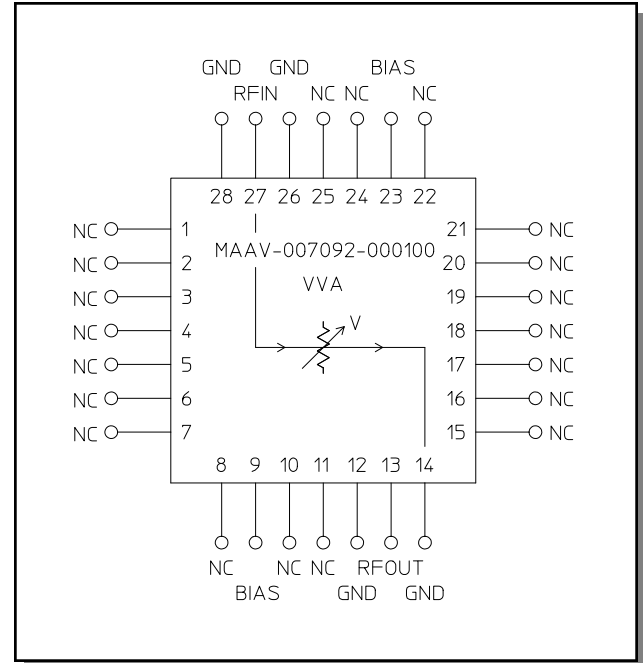 GND GND BIAS
RFIN NC NC NC
28 27 26 25 24 23 22
NC 1 21 NC
MAAV-007092-000100
NC 2 20 NC
VVA
NC 3 19 NC
V
NC 4 18 NC
NC 5 17 NC
NC 6 16 NC
NC 7 15 NC
8 9 10 11 12 13 14
NC NC NC RFOUT
BIAS GND GND